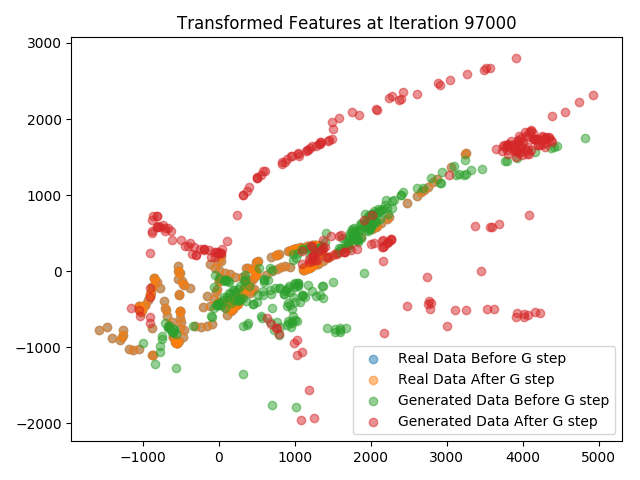 Transformed Features at Iteration 97000
3000
2000
1000
0
−1000
−2000
−1000
0
1000
2000
3000
4000
5000
Real Data Before G step
Real Data After G step
Generated Data Before G step
Generated Data After G step